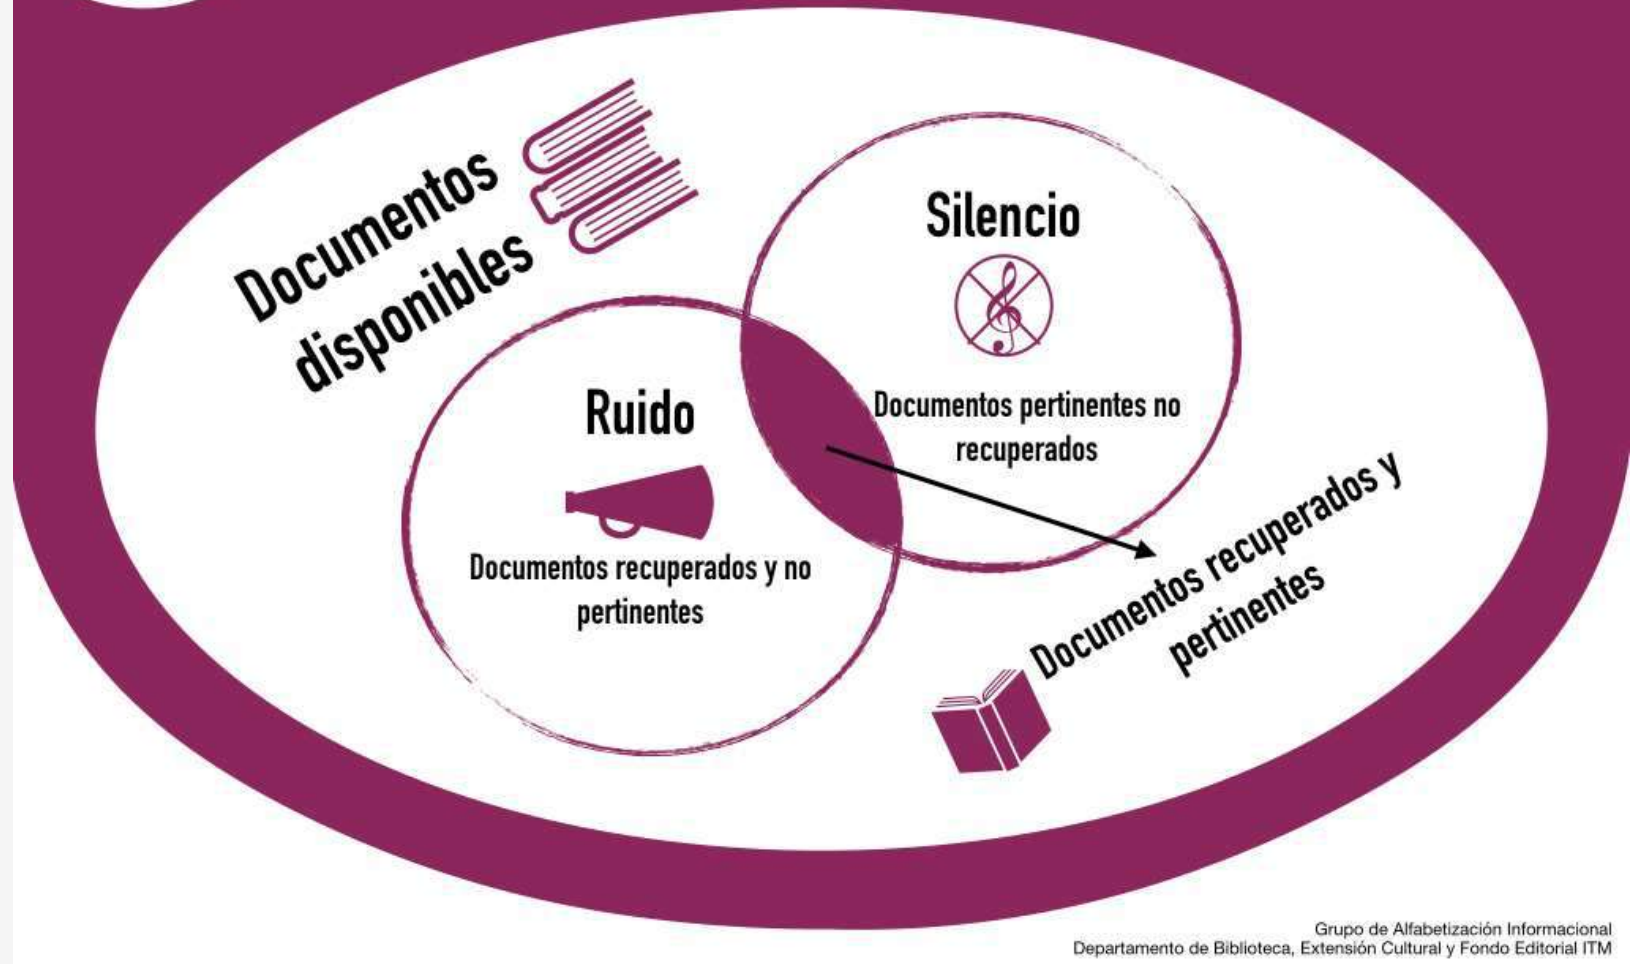 Documentos
disponibles
Silencio
Documentos pertinentes no
recuperados
Ruido
Documentos recuperados y no
pertinentes
Documentos recuperados y
pertinentes
Grupo de Alfabetización Informacional
Departamento de Biblioteca, Extensión Cultural y Fondo Editorial ITM